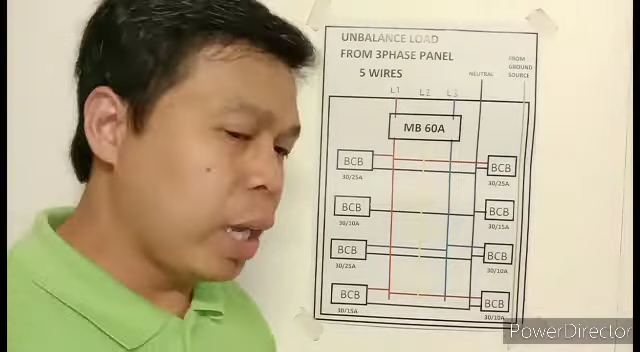 UNBALANCE LOAD
FROM 3PHASE PANEL
5 WIRES
FROM
GROUND
SOURCE
NEUTRAL
L1 L2 L3
MB 60A
BCB
30/25A
BCB
30/25A
BCB
30/10A
BCB
30/15A
BCB
30/25A
BCB
30/10A
BCB
30/15A
BCB
30/10A
PowerDirector